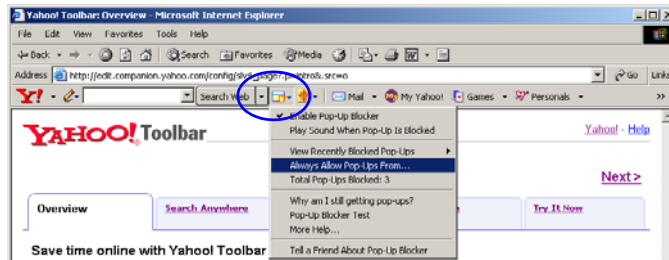 Yahoo! Toolbar: Overview - Microsoft Internet Explorer
File Edit View Favorites Tools Help
Back Search Favorites Media
Address http://edit.companion.yahoo.com/config/slv4_page?.p=intro&.src=o Go Links
Y! Search Web Mail My Yahoo! Games Personals »
Enable Pop-Up Blocker
Play Sound When Pop-Up Is Blocked
YAHOO! Toolbar Yahoo! - Help
View Recently Blocked Pop-Ups
Always Allow Pop-Ups From...
Total Pop-Ups Blocked: 3
Next >
Why am I still getting pop-ups?
Overview Search Anywhere Try It Now
Pop-Up Blocker Test
More Help...
Save time online with Yahoo! Toolbar
Tell a Friend About Pop-Up Blocker